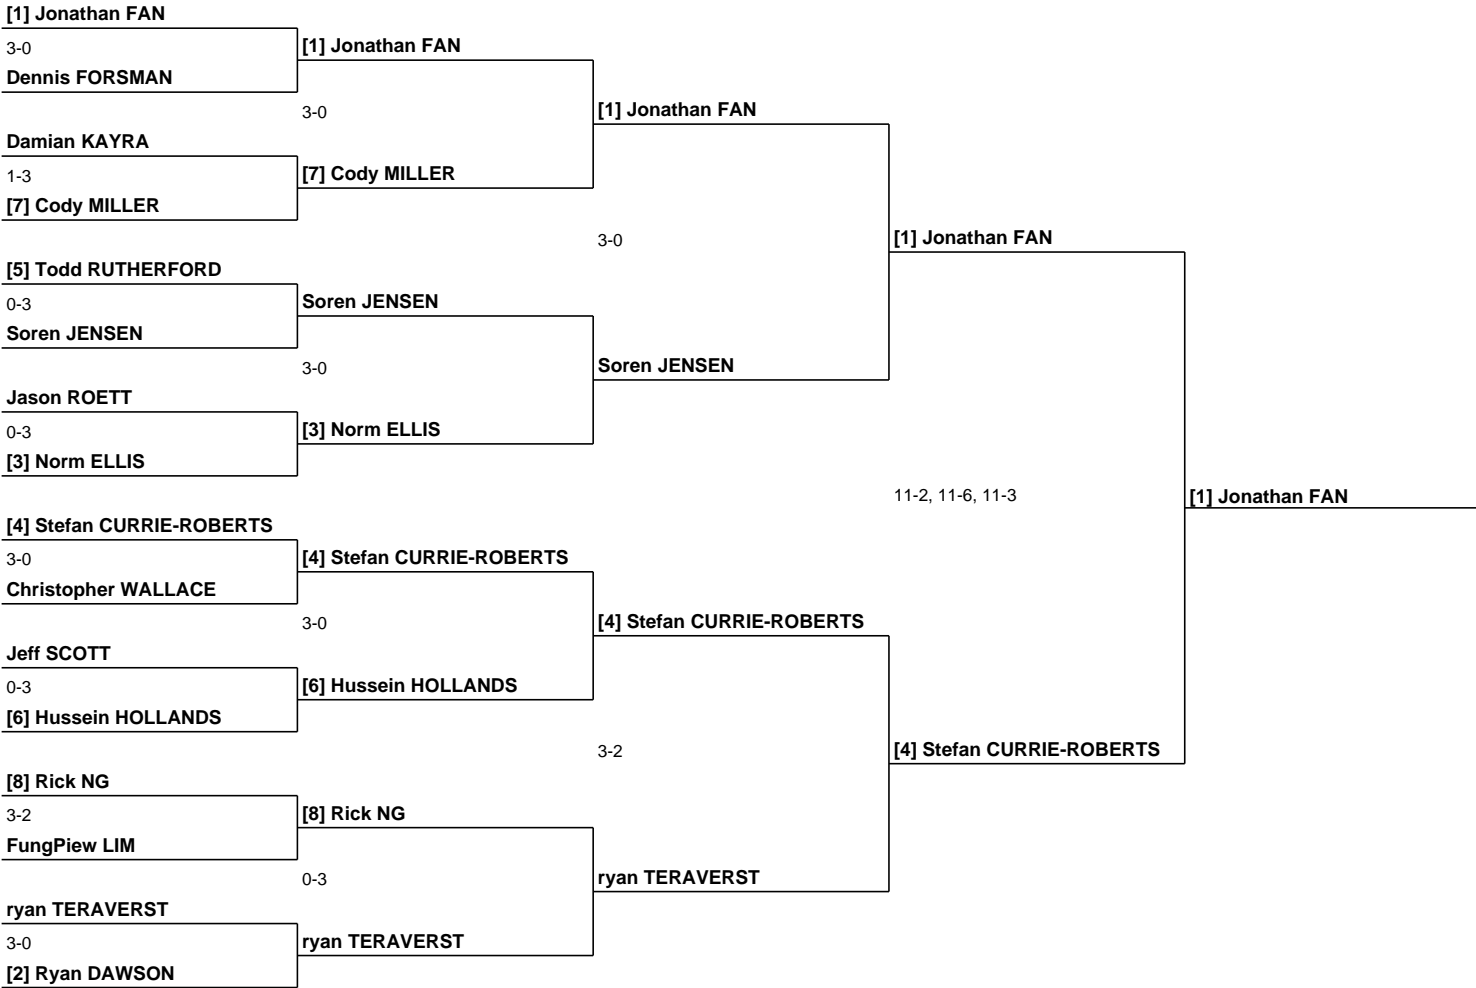 [1] Jonathan FAN
3-0
Dennis FORSMAN
Damian KAYRA
1-3
[7] Cody MILLER
[5] Todd RUTHERFORD
0-3
Soren JENSEN
Jason ROETT
0-3
[3] Norm ELLIS
[4] Stefan CURRIE-ROBERTS
3-0
Christopher WALLACE
Jeff SCOTT
0-3
[6] Hussein HOLLANDS
[8] Rick NG
3-2
FungPiew LIM
ryan TERAVERST
3-0
[2] Ryan DAWSON
[1] Jonathan FAN
3-0
[7] Cody MILLER
Soren JENSEN
3-0
[3] Norm ELLIS
[4] Stefan CURRIE-ROBERTS
3-0
[6] Hussein HOLLANDS
[8] Rick NG
0-3
ryan TERAVERST
[1] Jonathan FAN
3-0
Soren JENSEN
[4] Stefan CURRIE-ROBERTS
3-2
ryan TERAVERST
[1] Jonathan FAN
11-2, 11-6, 11-3
[4] Stefan CURRIE-ROBERTS
[1] Jonathan FAN